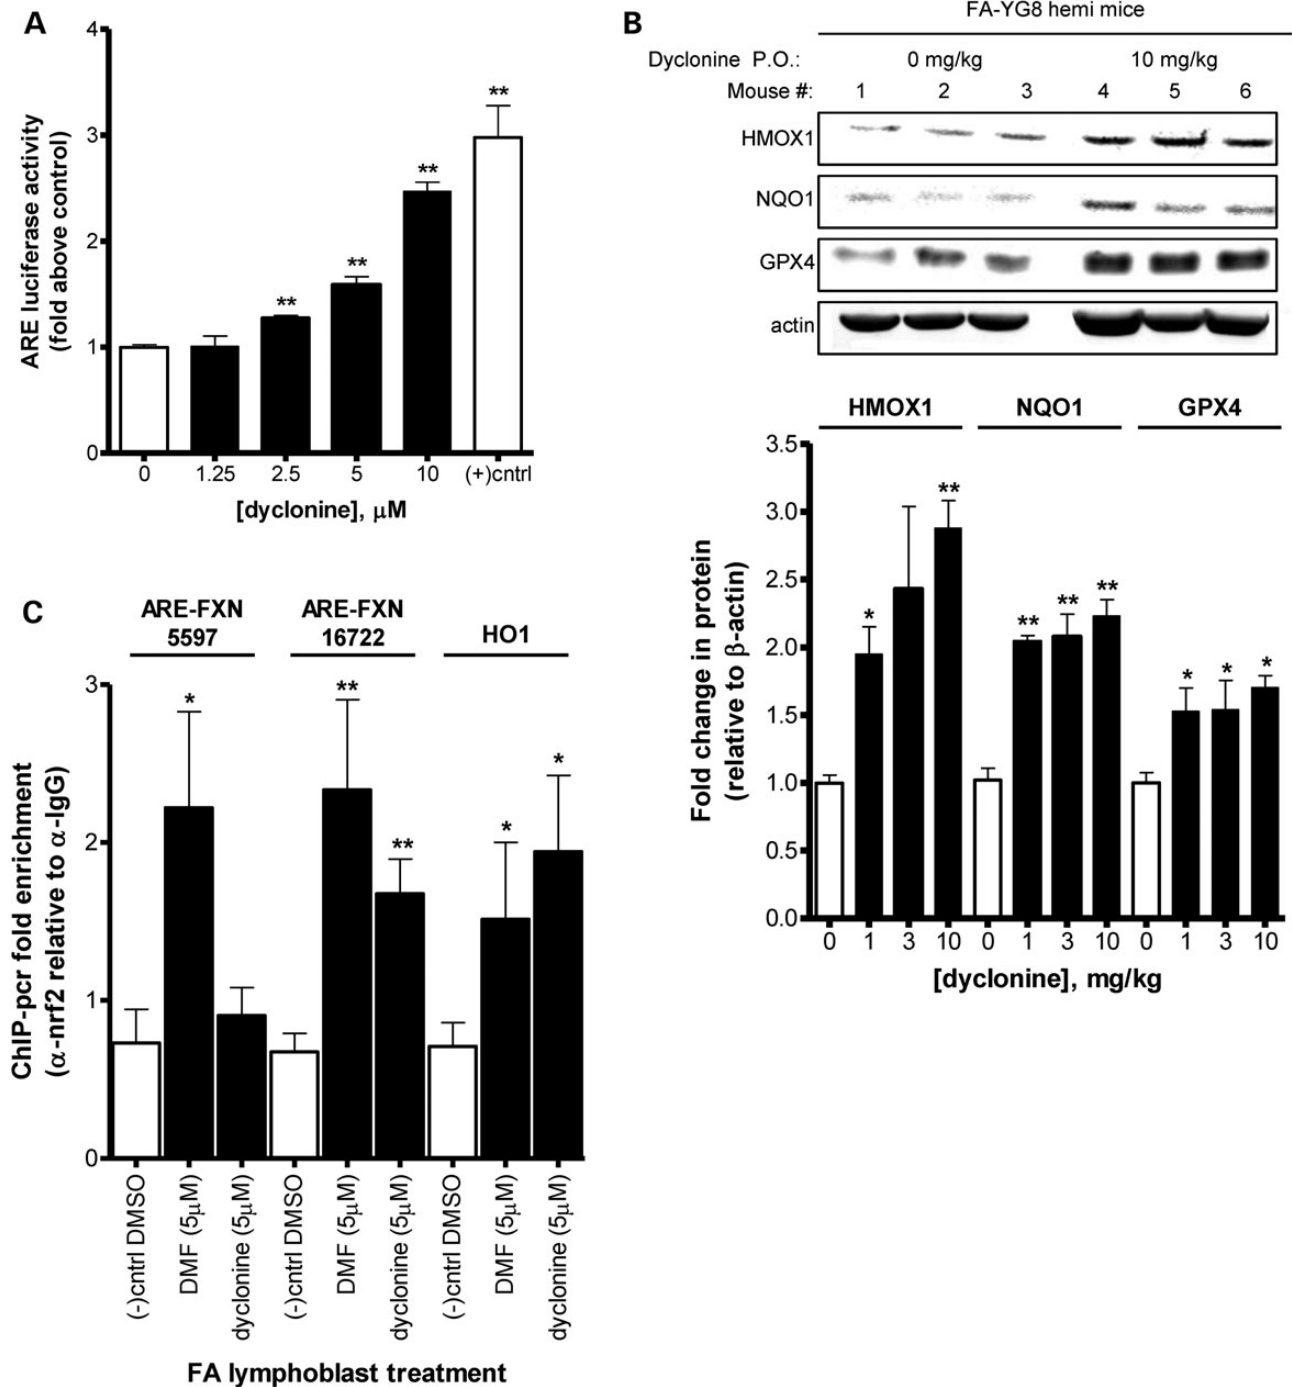 A
ARE luciferase activity
(fold above control)
4
3
2
1
0
**
**
**
**
0 1.25 2.5 5 10 (+)cntrl
[dyclonine], μM
B
FA-YG8 hemi mice
Dyclonine P.O.: 0 mg/kg 10 mg/kg
Mouse #: 1 2 3 4 5 6
HMOX1
NQO1
GPX4
actin
HMOX1 NQO1 GPX4
Fold change in protein
(relative to β-actin)
3.5
3.0
2.5
2.0
1.5
1.0
0.5
0.0
* ** ** ** ** * * *
0 1 3 10 0 1 3 10 0 1 3 10
[dyclonine], mg/kg
C
ARE-FXN
5597
ARE-FXN
16722
HO1
ChIP-pcr fold enrichment
(α-nrf2 relative to α-IgG)
3
2
1
0
* ** ** * *
(-)cntrl DMSO
DMF (5μM)
dyclonine (5μM)
(-)cntrl DMSO
DMF (5μM)
dyclonine (5μM)
(-)cntrl DMSO
DMF (5μM)
dyclonine (5μM)
FA lymphoblast treatment